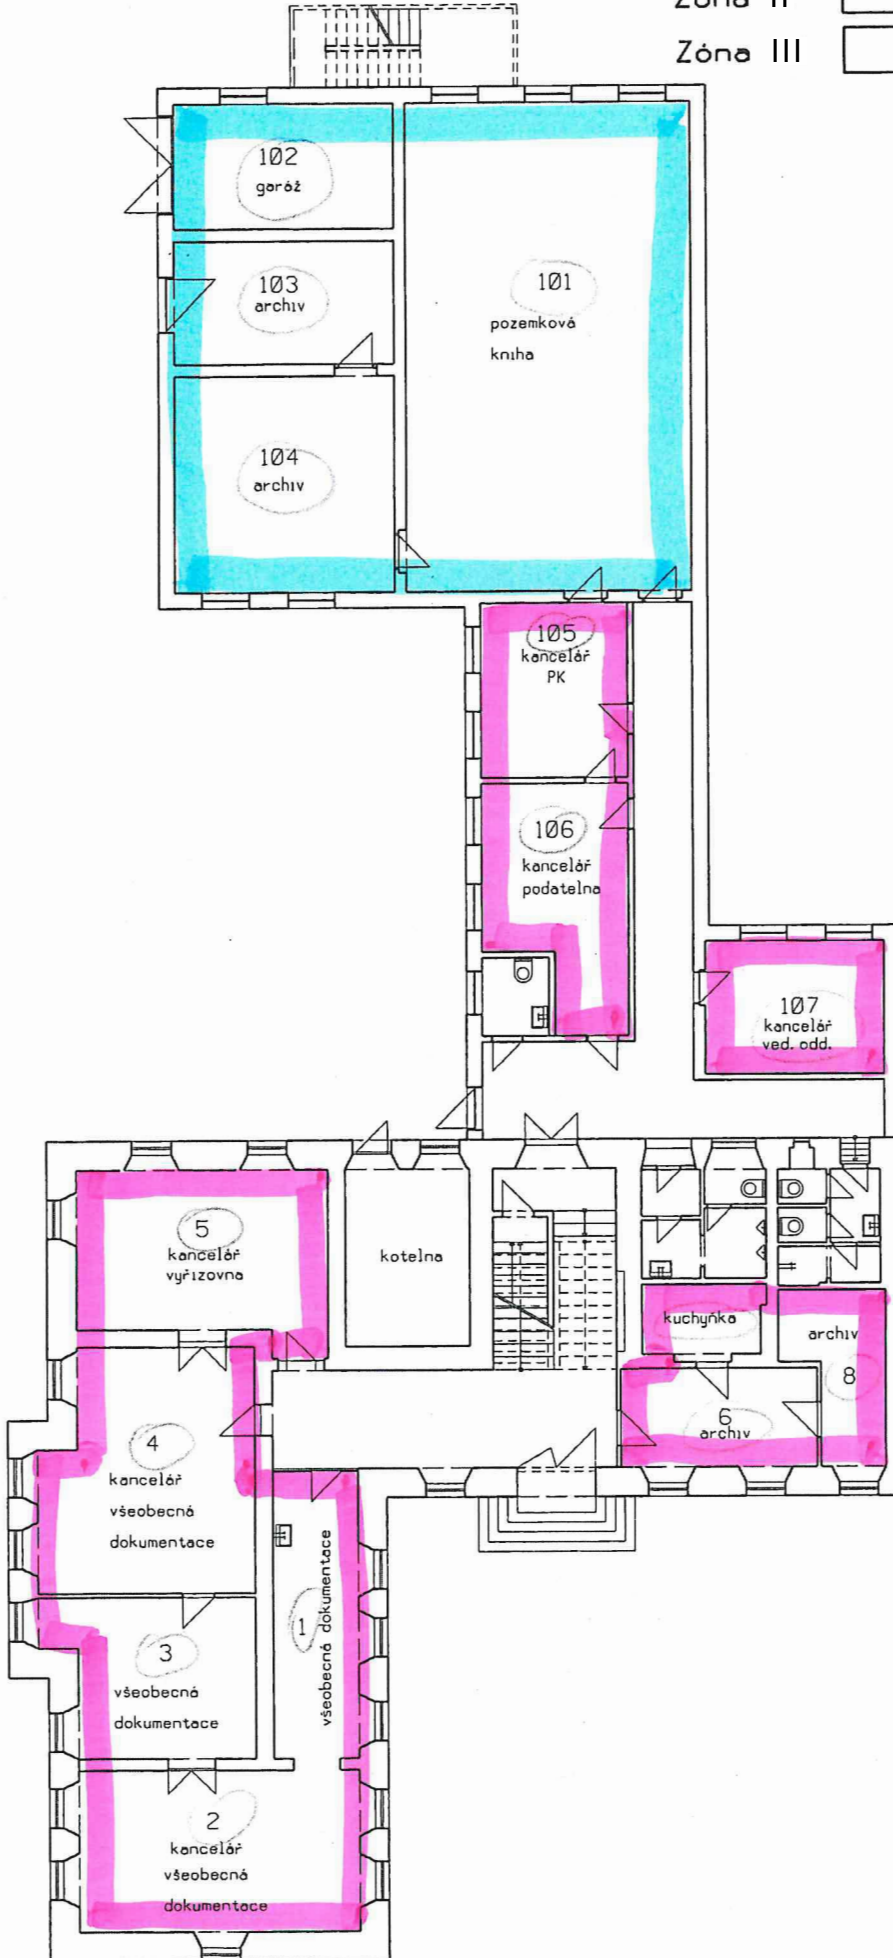 Zóna II
Zóna III
102
garáž
103
archiv
101
pozemková
kniha
104
archiv
105
kancelář
PK
106
kancelář
podatelna
107
kancelář
ved. odd.
5
kancelář
vyřizovna
kotelna
kuchyňka
archiv
8
6
archiv
4
kancelář
všeobecná
dokumentace
1
všeobecná dokumentace
3
všeobecná
dokumentace
2
kancelář
všeobecná
dokumentace